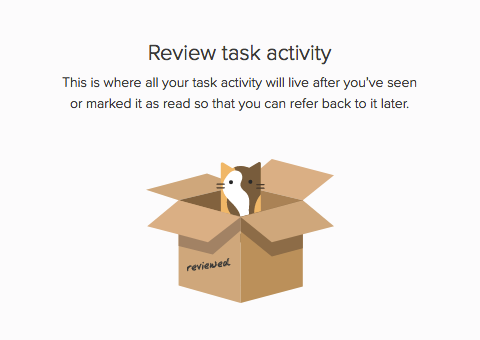 Review task activity
This is where all your task activity will live after you've seen
or marked it as read so that you can refer back to it later.
reviewed